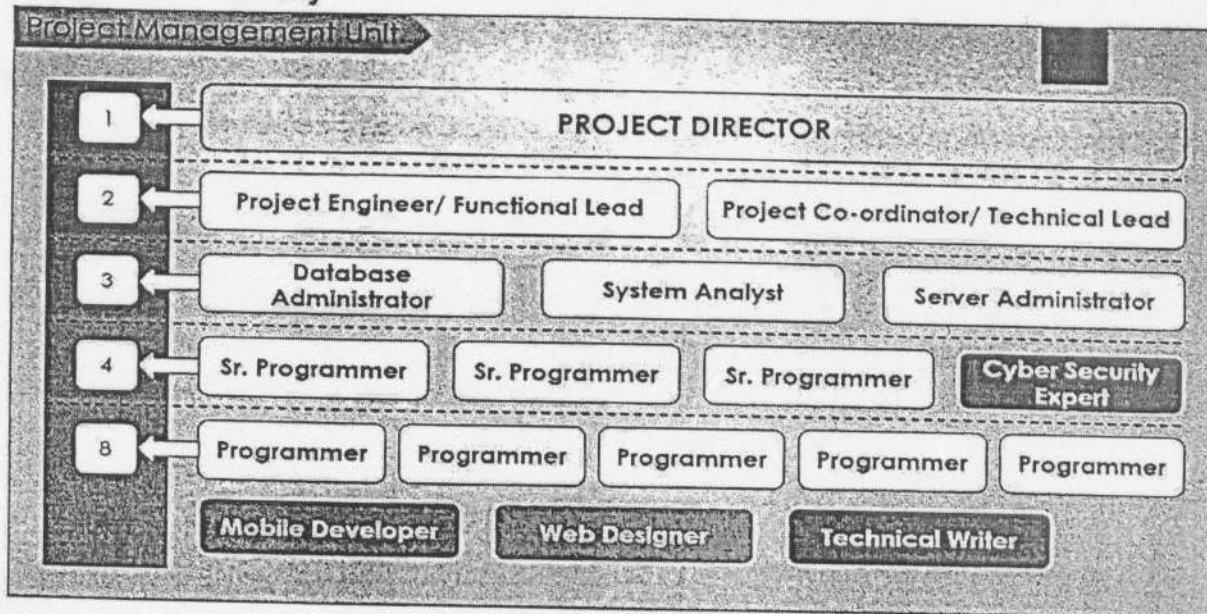 Project Management Unit
1
PROJECT DIRECTOR
2
Project Engineer/ Functional Lead
Project Co-ordinator/ Technical Lead
3
Database
Administrator
System Analyst
Server Administrator
4
Sr. Programmer
Sr. Programmer
Sr. Programmer
Cyber Security
Expert
8
Programmer
Programmer
Programmer
Programmer
Programmer
Mobile Developer
Web Designer
Technical Writer